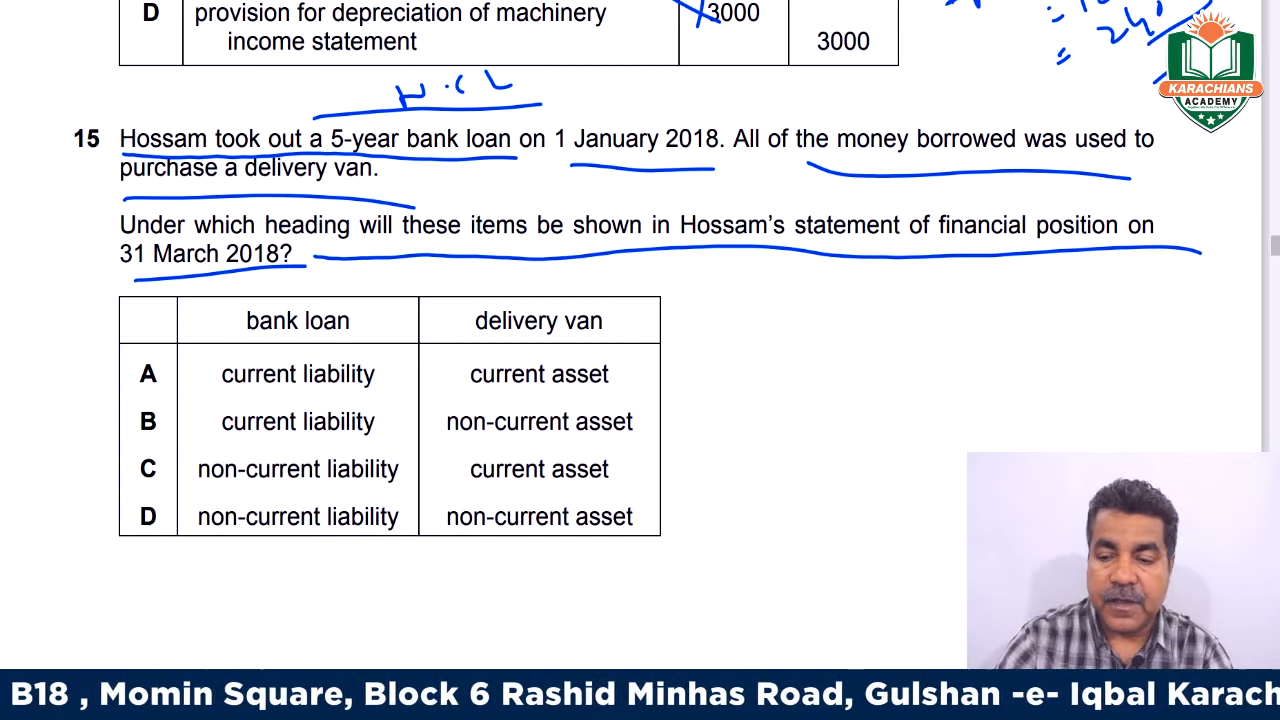 D provision for depreciation of machinery 3000
income statement 3000
KARACHIANS
ACADEMY
N.C L
15 Hossam took out a 5-year bank loan on 1 January 2018. All of the money borrowed was used to
purchase a delivery van.
Under which heading will these items be shown in Hossam's statement of financial position on
31 March 2018?
bank loan delivery van
A current liability current asset
B current liability non-current asset
C non-current liability current asset
D non-current liability non-current asset
B18 , Momin Square, Block 6 Rashid Minhas Road, Gulshan -e- Iqbal Karach